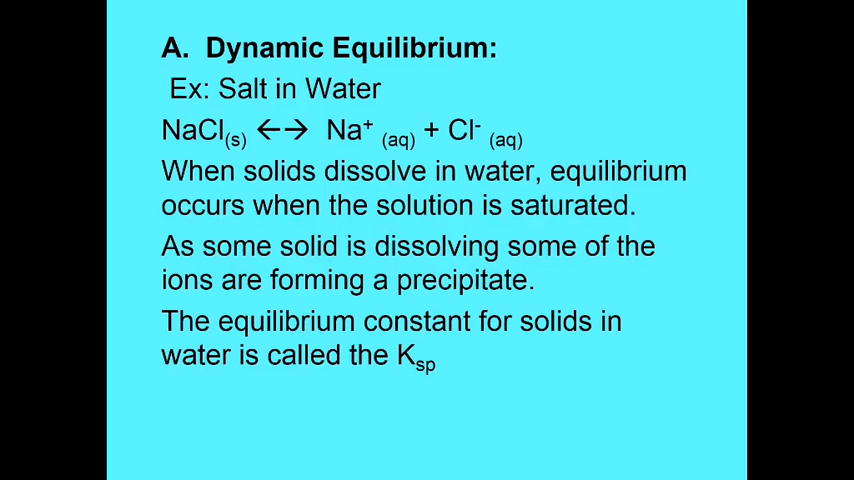 A. Dynamic Equilibrium:
Ex: Salt in Water
NaCl(s) ←→ Na⁺ (aq) + Cl⁻ (aq)
When solids dissolve in water, equilibrium
occurs when the solution is saturated.
As some solid is dissolving some of the
ions are forming a precipitate.
The equilibrium constant for solids in
water is called the Ksp